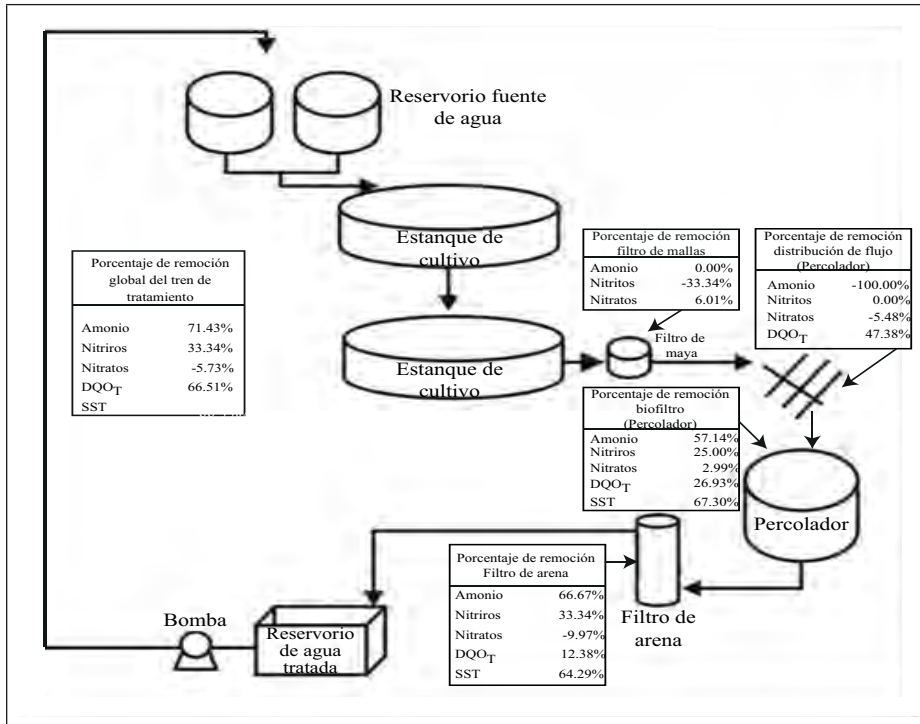 Reservorio fuente
de agua
Estanque de
cultivo
Estanque de
cultivo
Porcentaje de remoción
global del tren de
tratamiento
Amonio 71.43%
Nitriros 33.34%
Nitratos -5.73%
DQOT 66.51%
SST
Porcentaje de remoción
filtro de mallas
Amonio 0.00%
Nitritos -33.34%
Nitratos 6.01%
Porcentaje de remoción
distribución de flujo
(Percolador)
Amonio -100.00%
Nitritos 0.00%
Nitratos -5.48%
DQOT 47.38%
Filtro de
maya
Porcentaje de remoción
biofiltro
(Percolador)
Amonio 57.14%
Nitriros 25.00%
Nitratos 2.99%
DQOT 26.93%
SST 67.30%
Percolador
Porcentaje de remoción
Filtro de arena
Amonio 66.67%
Nitriros 33.34%
Nitratos -9.97%
DQOT 12.38%
SST 64.29%
Filtro de
arena
Bomba
Reservorio
de agua
tratada